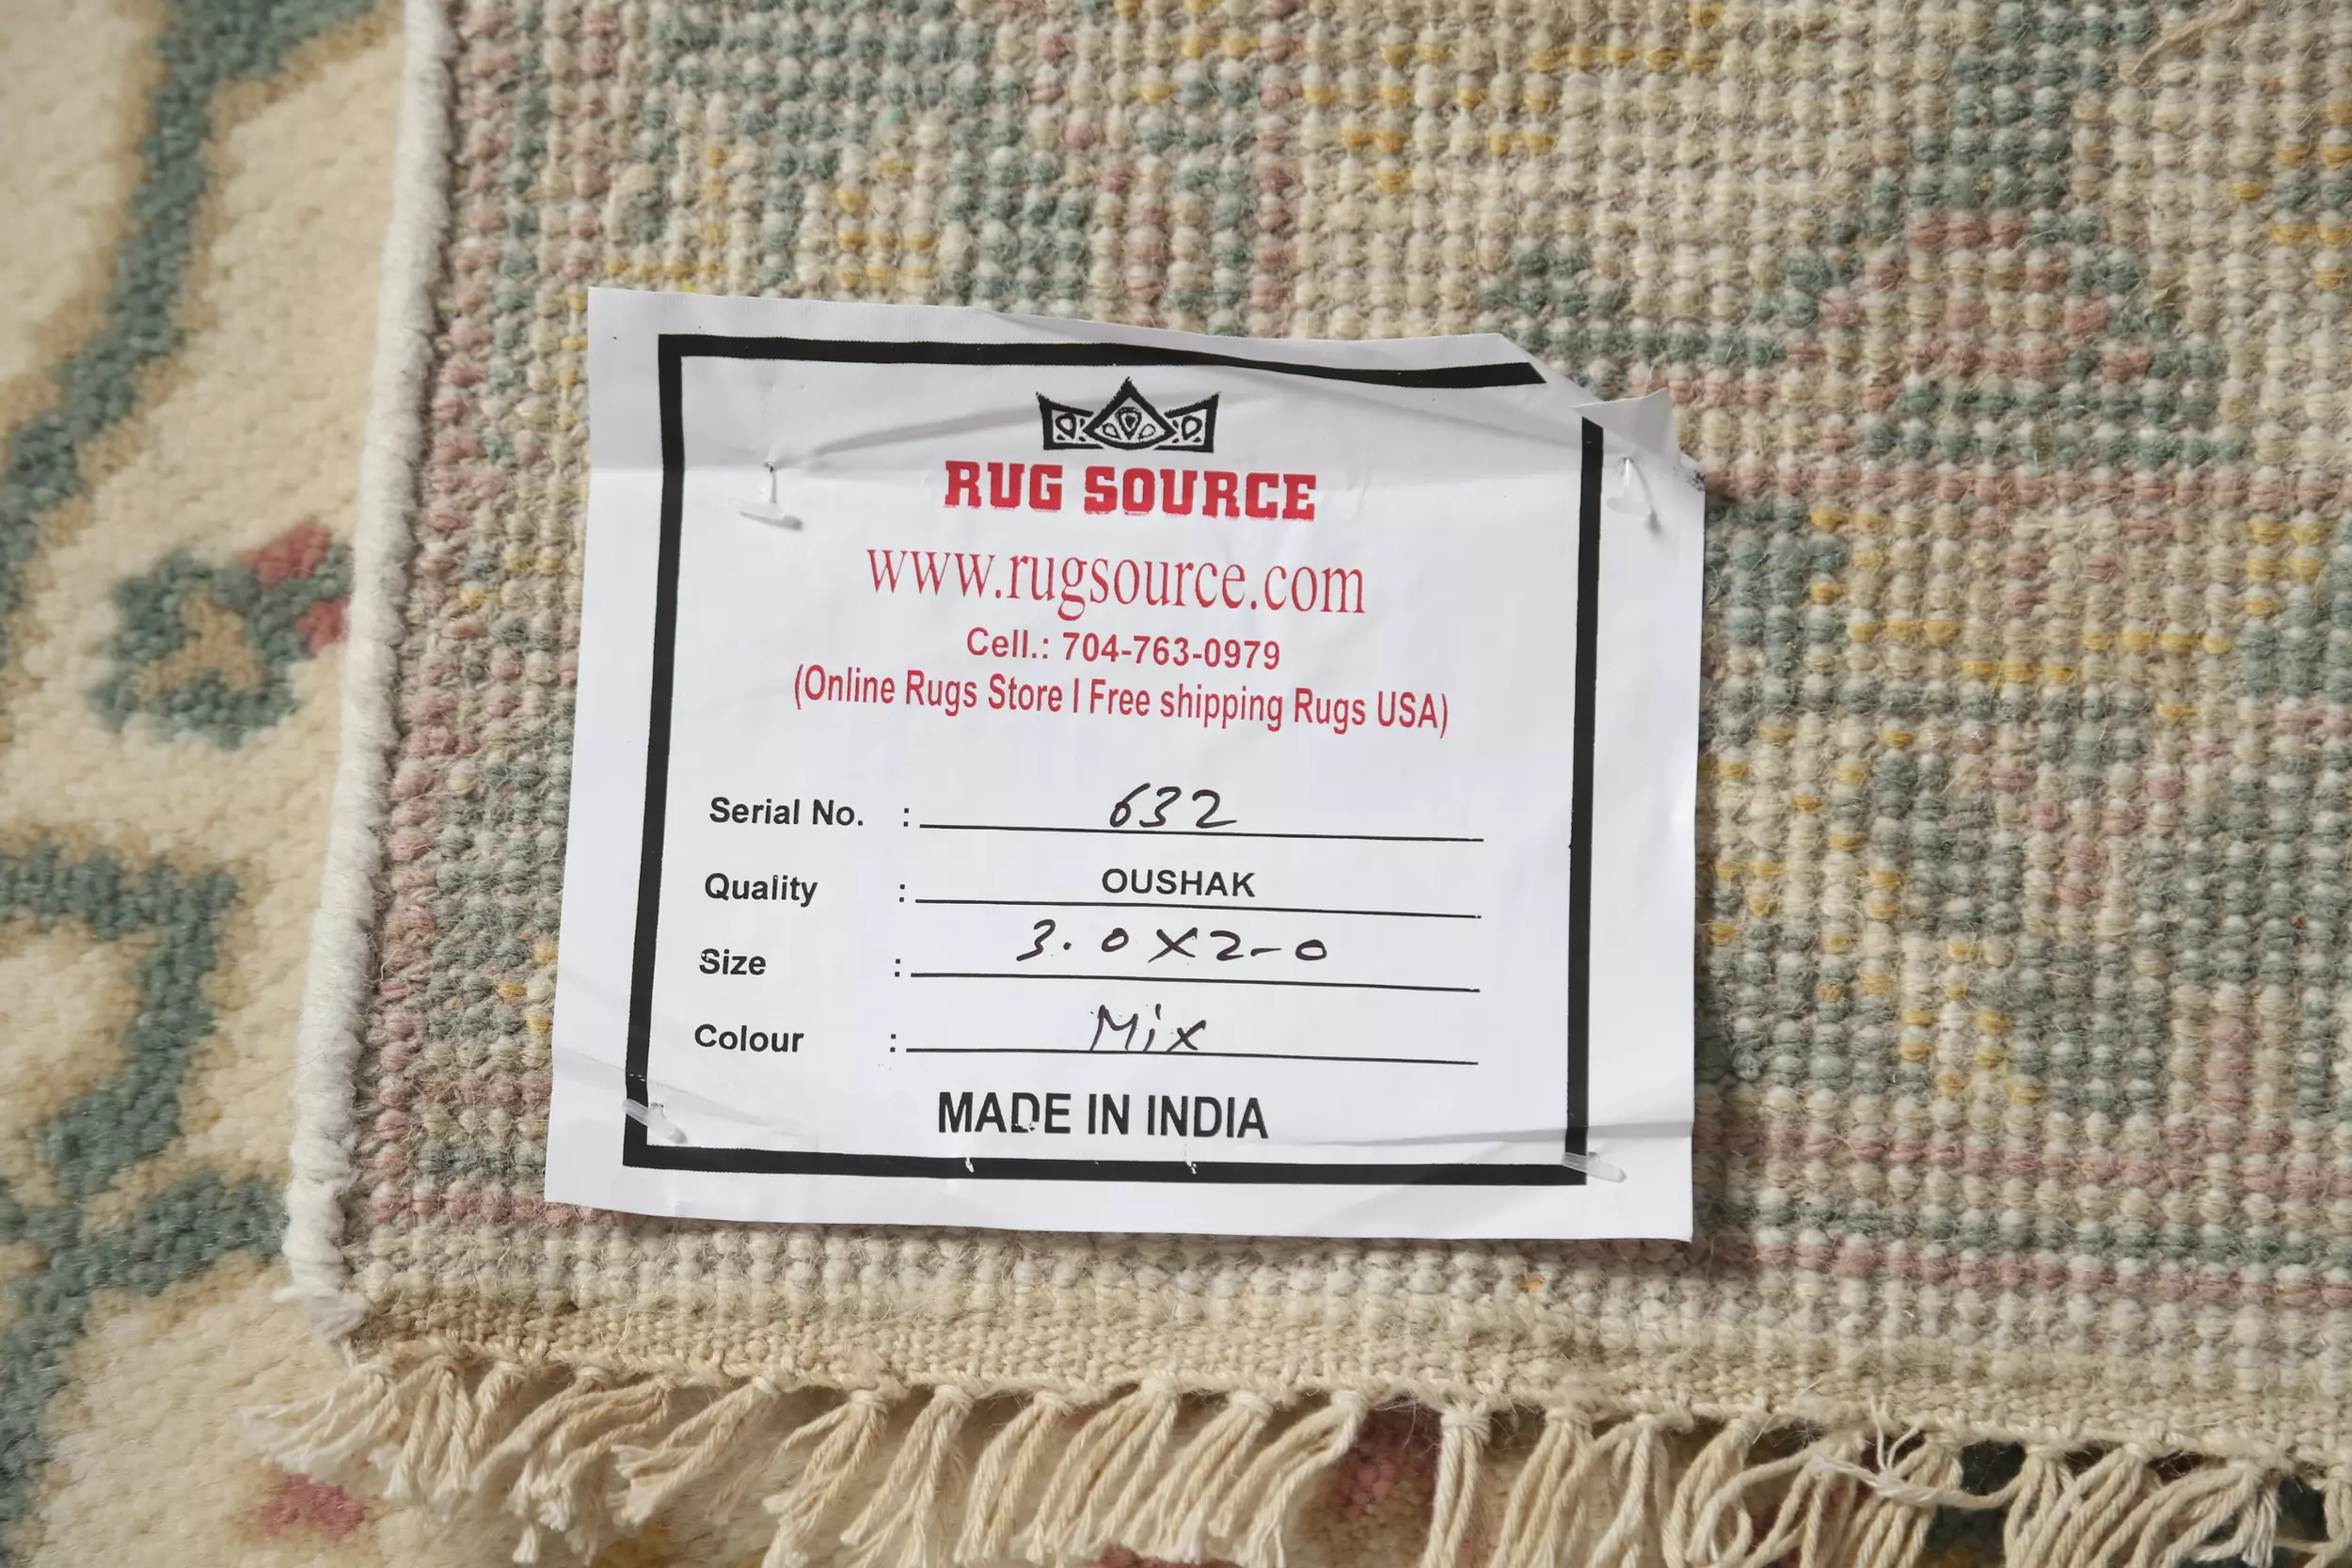 RUG SOURCE
www.rugsource.com
Cell.: 704-763-0979
(Online Rugs Store | Free shipping Rugs USA)
Serial No. : 632
Quality : OUSHAK
Size : 3.0X2-0
Colour : Mix
MADE IN INDIA